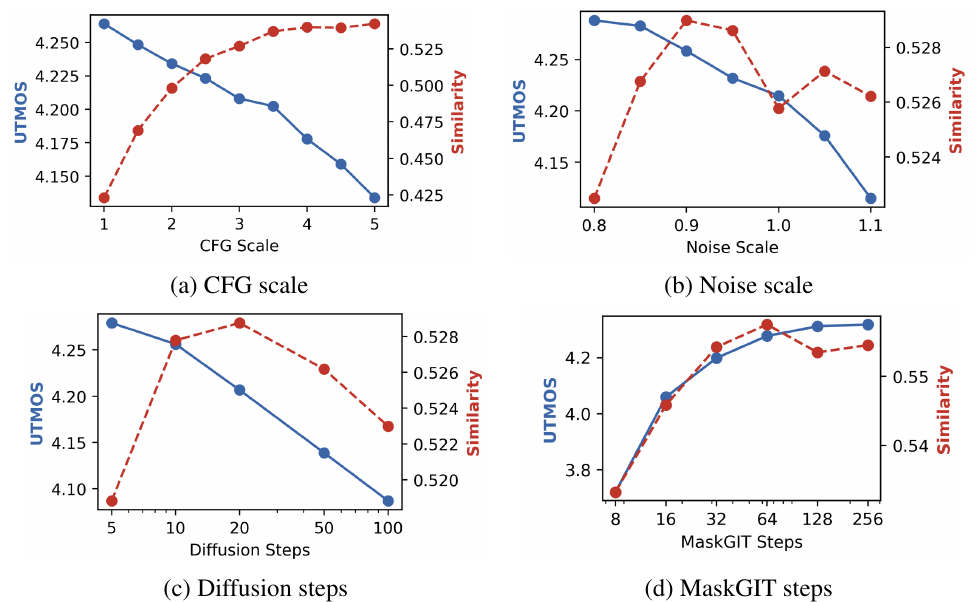 4.250
4.225
4.200
4.175
4.150
UTMOS
0.525
0.500
0.475
0.450
0.425
Similarity
1 2 3 4 5
CFG Scale
(a) CFG scale
4.25
4.20
4.15
UTMOS
0.528
0.526
0.524
Similarity
0.8 0.9 1.0 1.1
Noise Scale
(b) Noise scale
4.25
4.20
4.15
4.10
UTMOS
0.528
0.526
0.524
0.522
0.520
Similarity
5 10 20 50 100
Diffusion Steps
(c) Diffusion steps
4.2
4.0
3.8
UTMOS
0.55
0.54
Similarity
8 16 32 64 128 256
MaskGIT Steps
(d) MaskGIT steps